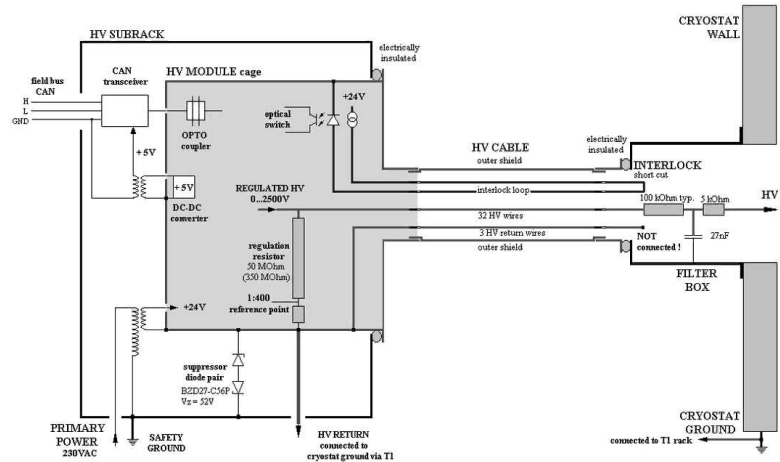 CRYOSTAT
WALL
HV SUBRACK
electrically
insulated
CAN
transceiver
HV MODULE cage
field bus
CAN
H
L
GND
+24V
optical
switch
OPTO
coupler
HV CABLE
outer shield
electrically
insulated
INTERLOCK
short cut
+5V
+5V
DC-DC
converter
REGULATED HV
0...2500V
interlock loop
100 kOhm typ.
5 kOhm
HV
32 HV wires
3 HV return wires
outer shield
NOT
connected !
27nF
regulation
resistor
50 MOhm
(350 MOhm)
FILTER
BOX
1:400
reference point
+24V
suppressor
diode pair
BZD27-C56P
Vz = 52V
PRIMARY
POWER
230VAC
SAFETY
GROUND
HV RETURN
connected to
cryostat ground via T1
CRYOSTAT
GROUND
connected to T1 rack